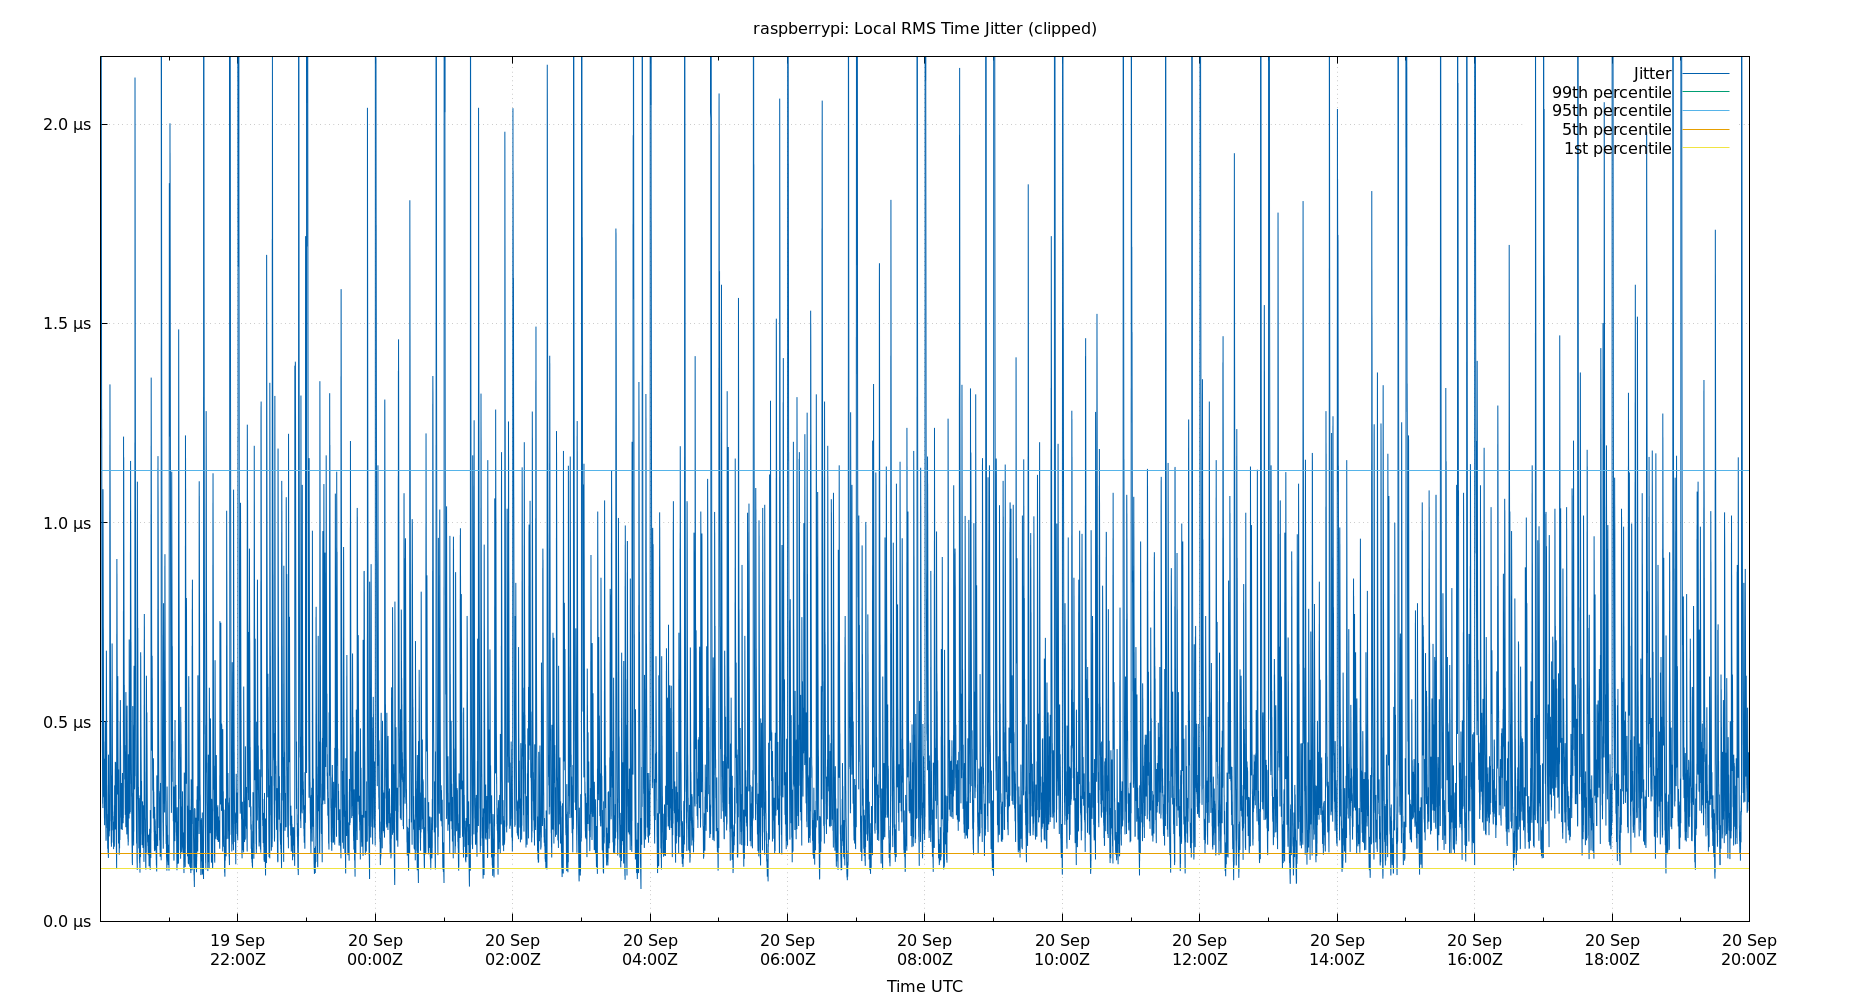 raspberrypi: Local RMS Time Jitter (clipped)
Jitter
99th percentile
95th percentile
5th percentile
1st percentile
2.0 μs
1.5 μs
1.0 μs
0.5 μs
0.0 μs
19 Sep 20 Sep 20 Sep 20 Sep 20 Sep 20 Sep 20 Sep 20 Sep 20 Sep 20 Sep 20 Sep 20 Sep
22:00Z 00:00Z 02:00Z 04:00Z 06:00Z 08:00Z 10:00Z 12:00Z 14:00Z 16:00Z 18:00Z 20:00Z
Time UTC